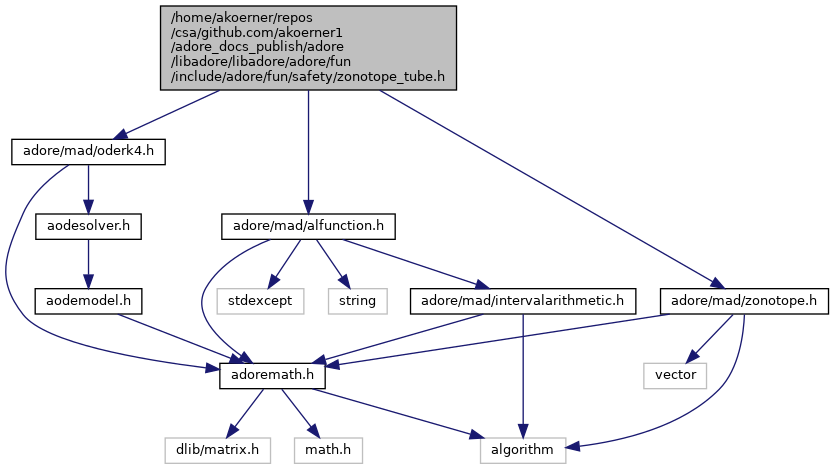 /home/akoerner/repos
/csa/github.com/akoerner1
/adore_docs_publish/adore
/libadore/libadore/adore/fun
/include/adore/fun/safety/zonotope_tube.h
adore/mad/oderk4.h
aodesolver.h
adore/mad/alfunction.h
aodemodel.h
stdexcept
string
adore/mad/intervalarithmetic.h
adore/mad/zonotope.h
adoremath.h
vector
dlib/matrix.h
math.h
algorithm